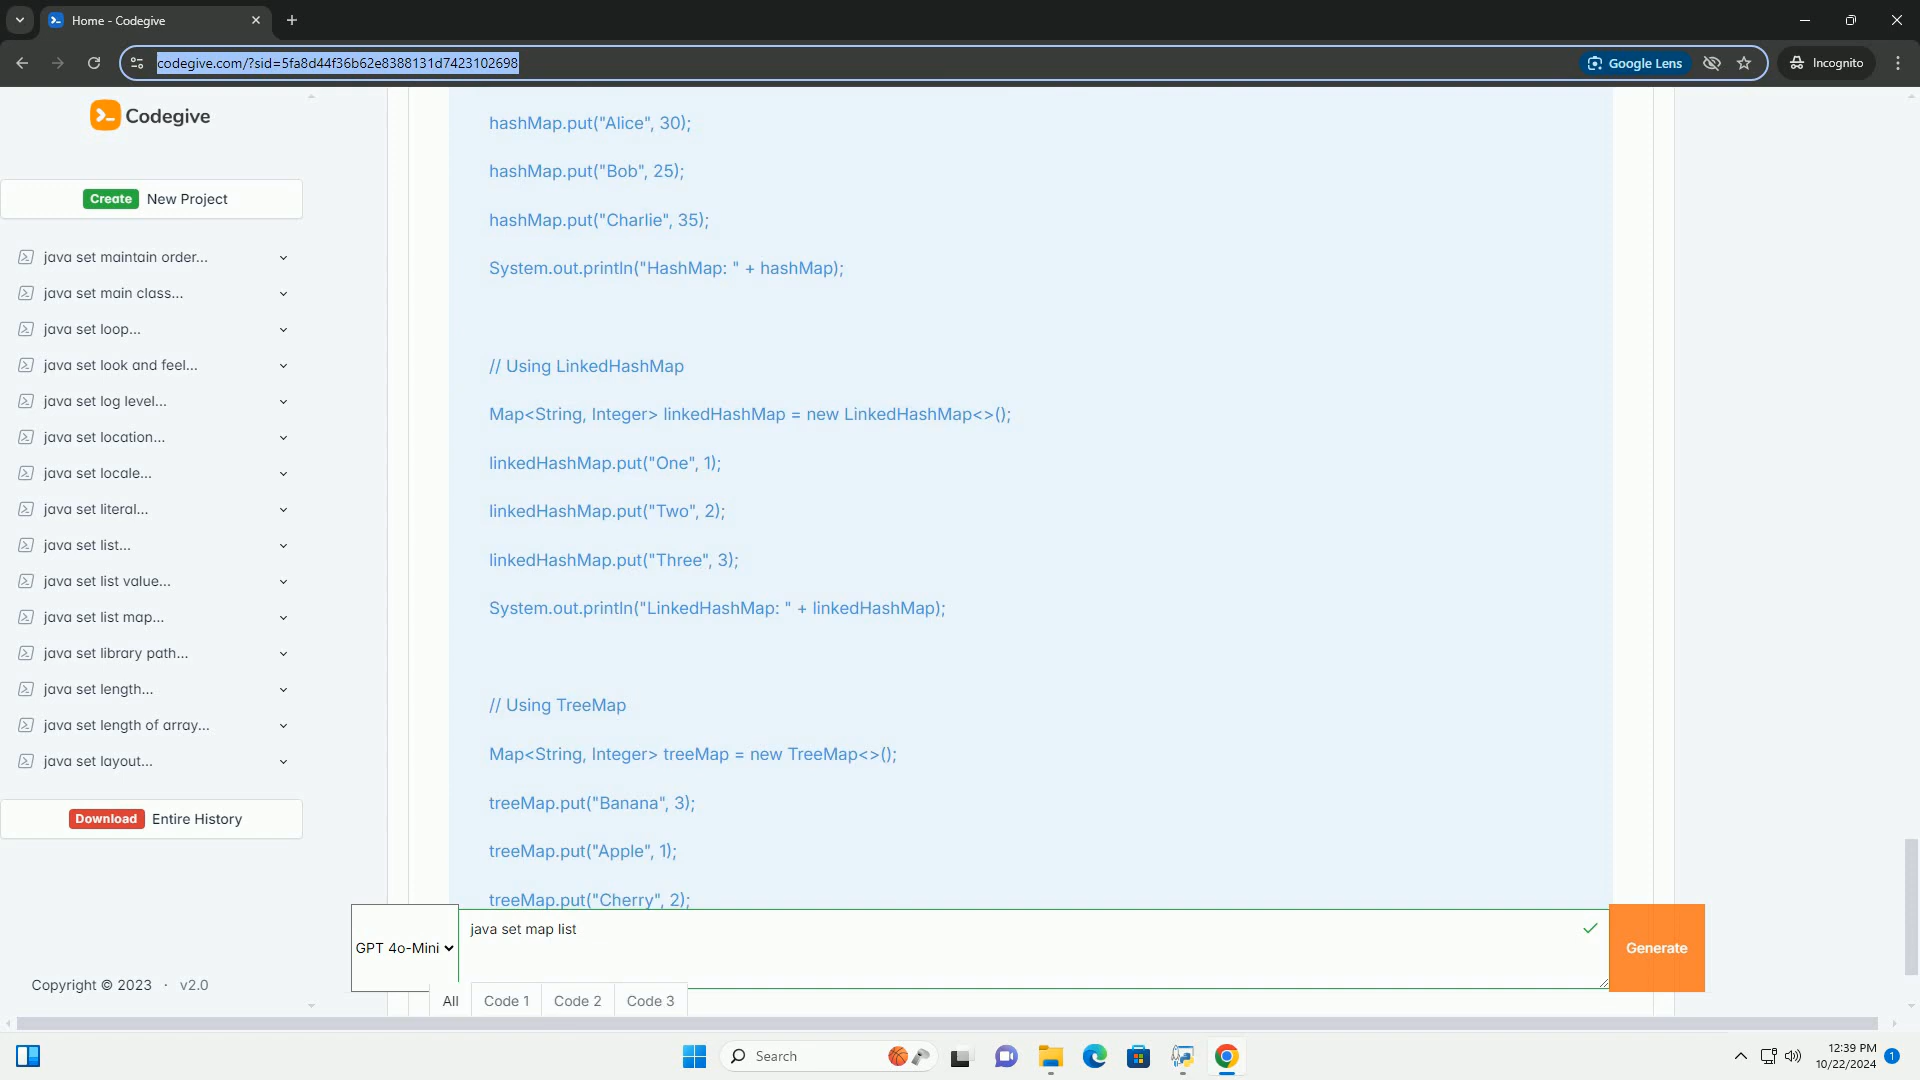 Home - Codegive
codegive.com/?sid=5fa8d44f36b62e8388131d7423102698
Google Lens
Incognito
Codegive
Create New Project
java set maintain order...
java set main class...
java set loop...
java set look and feel...
java set log level...
java set location...
java set locale...
java set literal...
java set list...
java set list value...
java set list map...
java set library path...
java set length...
java set length of array...
java set layout...
Download Entire History
Copyright © 2023 · v2.0
hashMap.put("Alice", 30);
hashMap.put("Bob", 25);
hashMap.put("Charlie", 35);
System.out.println("HashMap: " + hashMap);
// Using LinkedHashMap
Map<String, Integer> linkedHashMap = new LinkedHashMap<>();
linkedHashMap.put("One", 1);
linkedHashMap.put("Two", 2);
linkedHashMap.put("Three", 3);
System.out.println("LinkedHashMap: " + linkedHashMap);
// Using TreeMap
Map<String, Integer> treeMap = new TreeMap<>();
treeMap.put("Banana", 3);
treeMap.put("Apple", 1);
treeMap.put("Cherry", 2);
GPT 4o-Mini
java set map list
Generate
All Code 1 Code 2 Code 3
Search
12:39 PM
10/22/2024
1